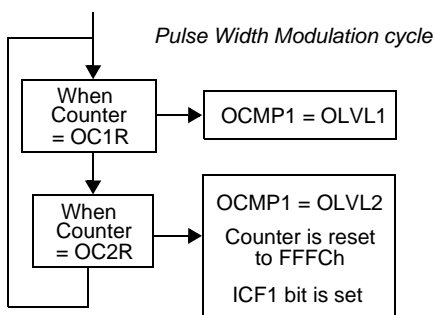 Pulse Width Modulation cycle
When
Counter
= OC1R
OCMP1 = OLVL1
When
Counter
= OC2R
OCMP1 = OLVL2
Counter is reset
to FFFCh
ICF1 bit is set